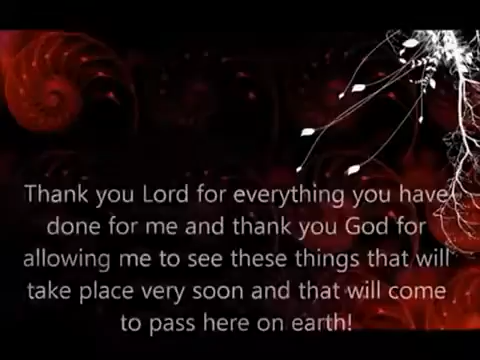 Thank you Lord for everything you have
done for me and thank you God for
allowing me to see these things that will
take place very soon and that will come
to pass here on earth!